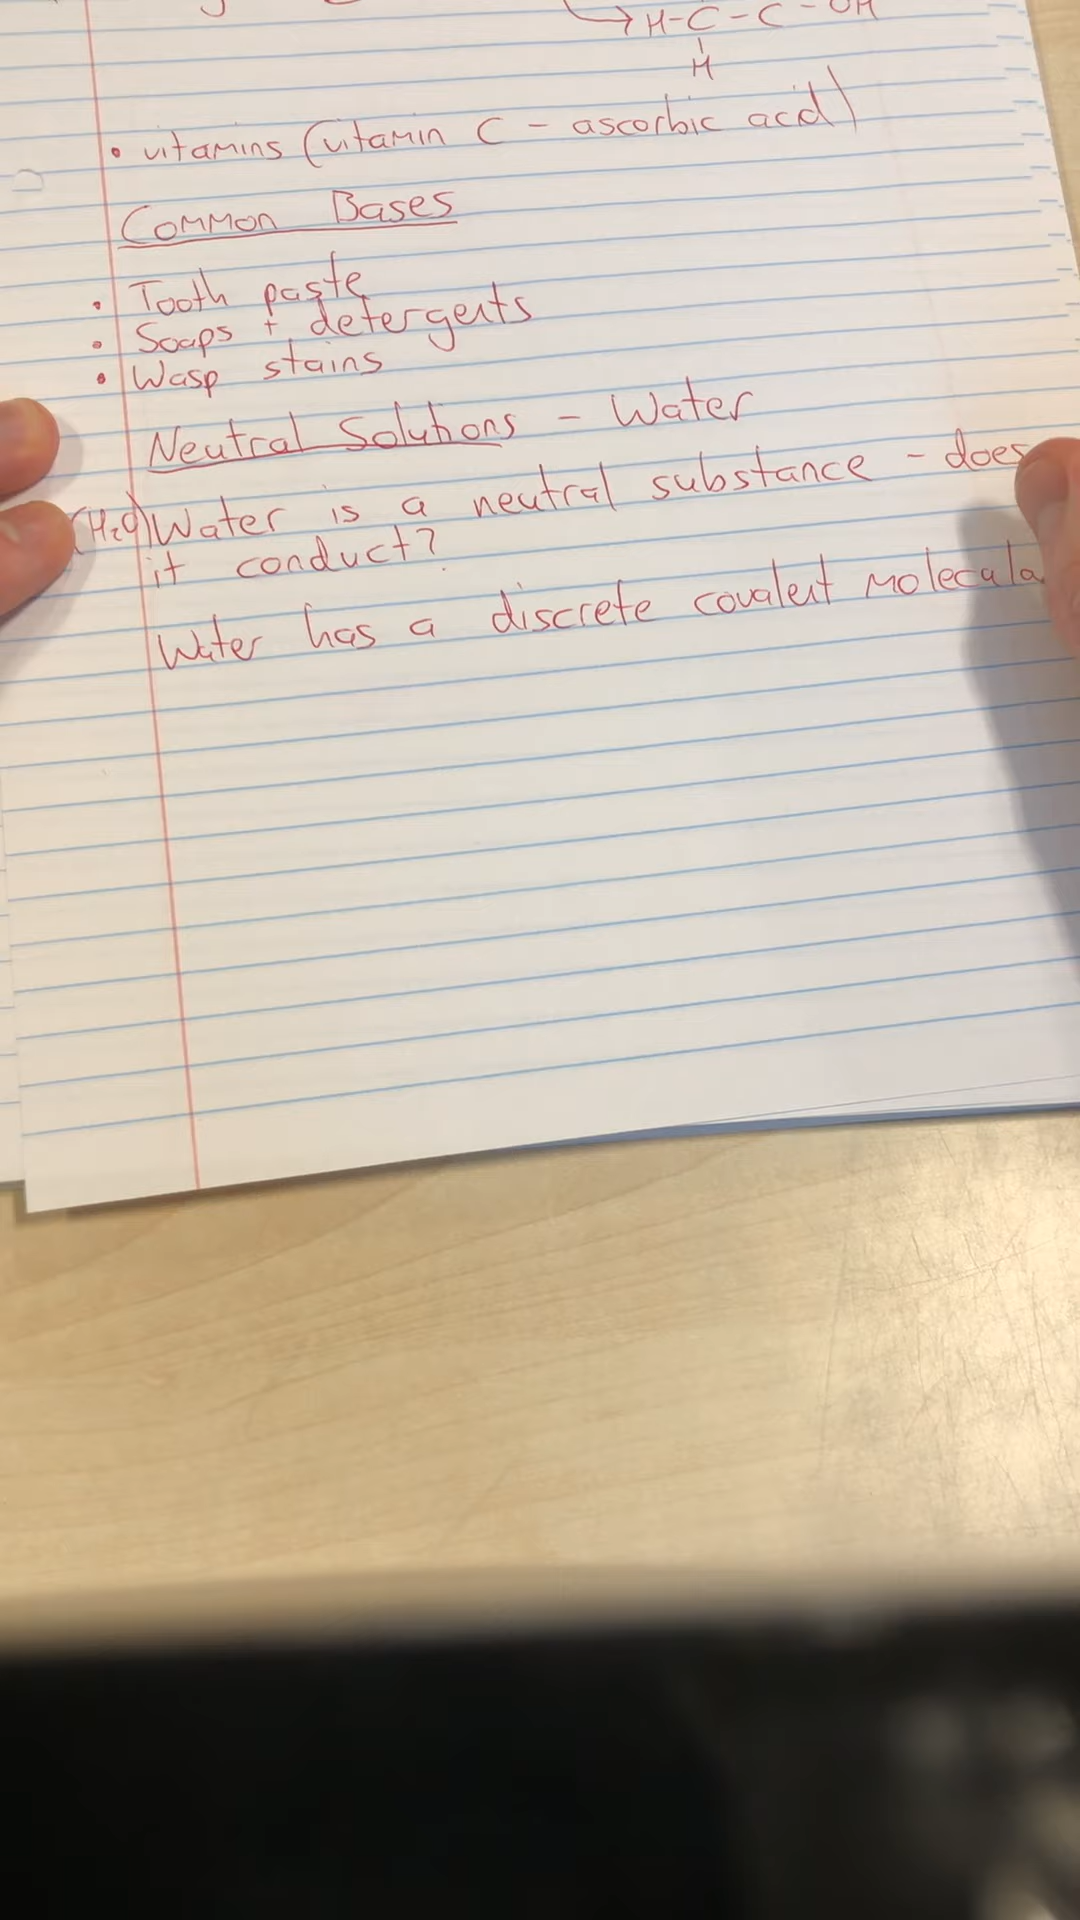 H-C-C-OH
H
• vitamins (vitamin C - ascorbic acid)
Common Bases
• Tooth paste
• Soaps + detergents
• Wasp stains
Neutral Solutions - Water
(H₂O) Water is a neutral substance - does
it conduct?
Water has a discrete covalent molecula